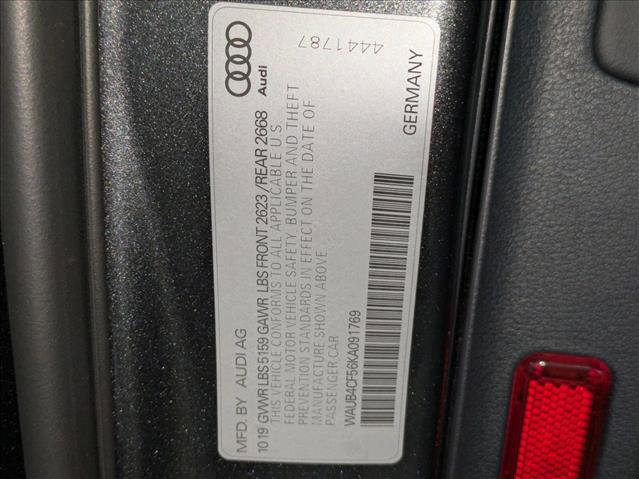 MFD. BY AUDI AG
Audi
1019 GVWR LBS 5159 GAWR LBS FRONT 2623 / REAR 2668
THIS VEHICLE CONFORMS TO ALL APPLICABLE U S
FEDERAL MOTOR VEHICLE SAFETY, BUMPER AND THEFT
PREVENTION STANDARDS IN EFFECT ON THE DATE OF
MANUFACTURE SHOWN ABOVE
PASSENGER CAR
4441787
WAUB4CF56KA091769
GERMANY